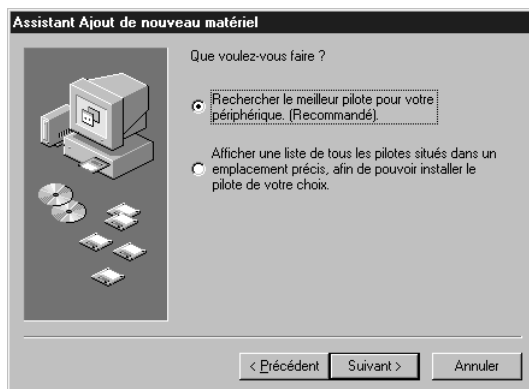 Assistant Ajout de nouveau matériel
Que voulez-vous faire ?
Rechercher le meilleur pilote pour votre
périphérique. (Recommandé).
Afficher une liste de tous les pilotes situés dans un
emplacement précis, afin de pouvoir installer le
pilote de votre choix.
< Précédent
Suivant >
Annuler